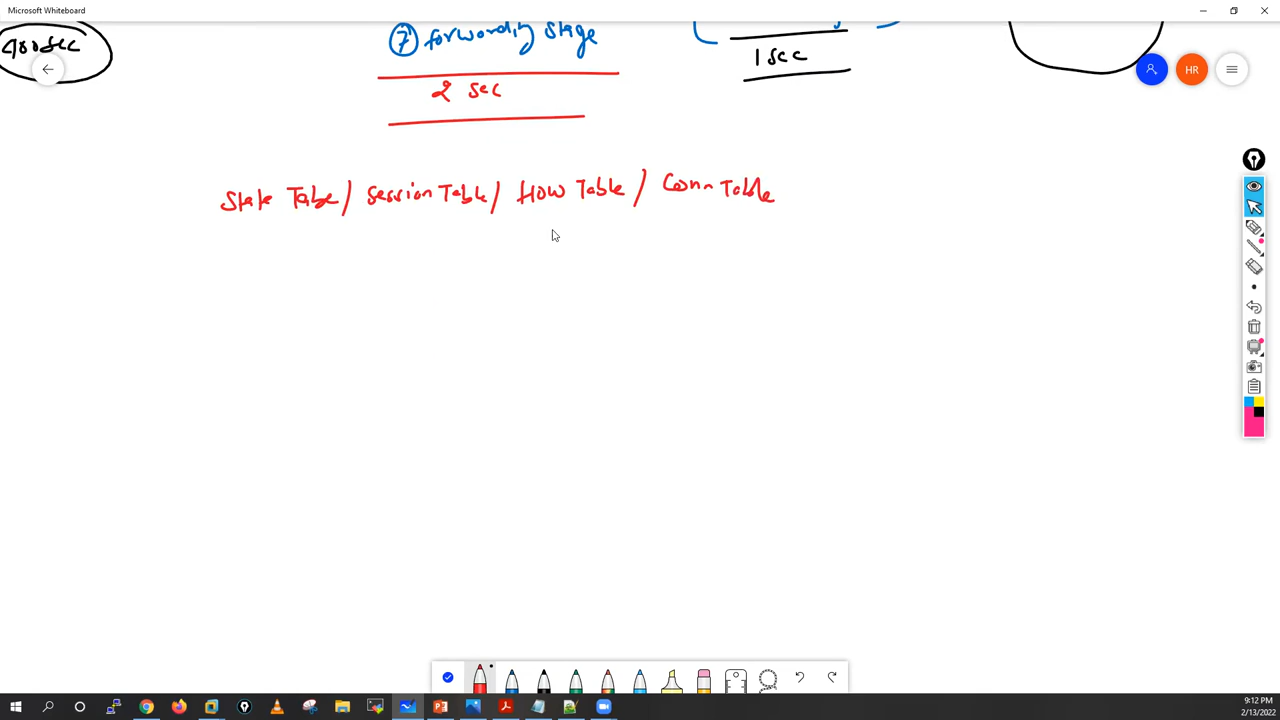 Microsoft Whiteboard
400sec
⑦ forwarding stage
1 sec
HR
2 sec
State Table / Session Table / flow Table / Conn Table
9:12 PM
2/13/2022